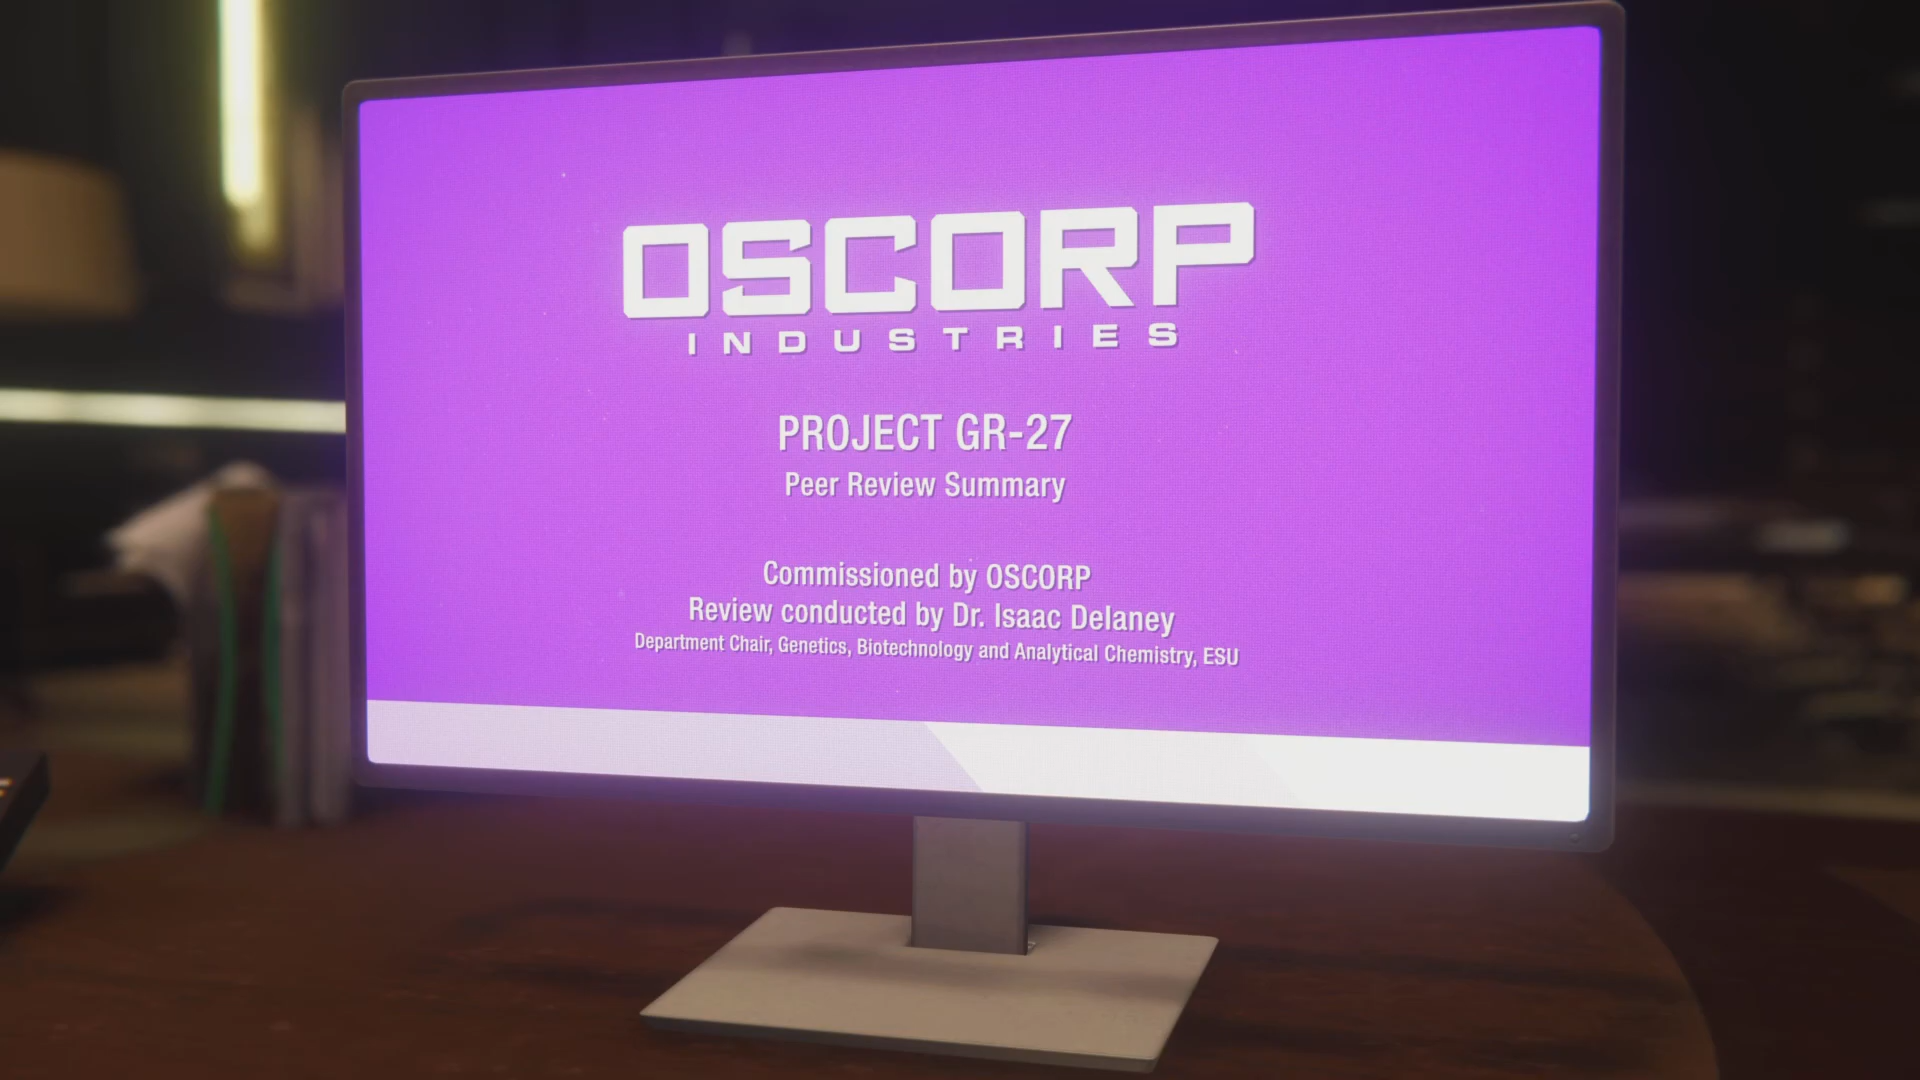 OSCORP
INDUSTRIES
PROJECT GR-27
Peer Review Summary
Commissioned by OSCORP
Review conducted by Dr. Isaac Delaney
Department Chair, Genetics, Biotechnology and Analytical Chemistry, ESU